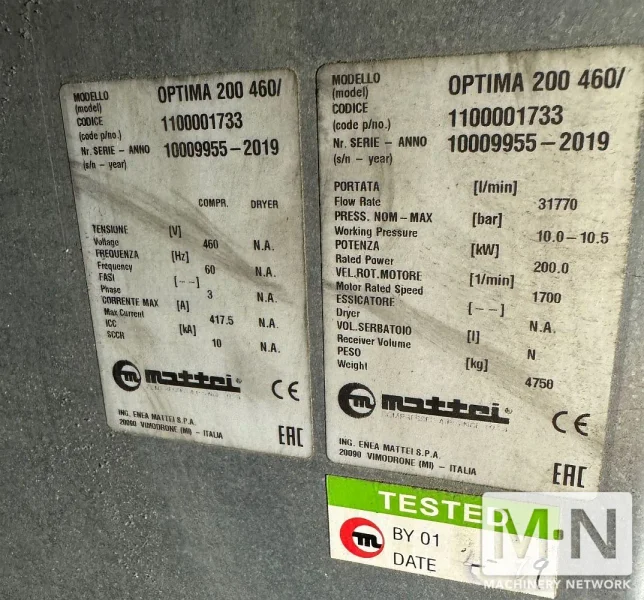 MODELLO OPTIMA 200 460/
(model)
CODICE 1100001733
(code p/no.)
Nr. SERIE - ANNO 10009955-2019
(s/n - year)
COMPR. DRYER
TENSIONE [V] 460 N.A.
Voltage
FREQUENZA [Hz] 60 N.A.
Frequency
FASI [--] 3 N.A.
Phase
CORRENTE MAX [A] 417.5 N.A.
Max Current
ICC [kA] 10 N.A.
SCCR
mattei ® CE
ING. ENEA MATTEI S.P.A.
20090 VIMODRONE (MI) - ITALIA
EAC
MODELLO OPTIMA 200 460/
(model)
CODICE 1100001733
(code p/no.)
Nr. SERIE - ANNO 10009955-2019
(s/n - year)
PORTATA [l/min] 31770
Flow Rate
PRESS. NOM-MAX [bar] 10.0-10.5
Working Pressure
POTENZA [kW] 200.0
Rated Power
VEL.ROT.MOTORE [1/min] 1700
Motor Rated Speed
ESSICATORE [--] N.A.
Dryer
VOL.SERBATOIO [l] N
Receiver Volume
PESO [kg] 4750
Weight
mattei ® CE
ING. ENEA MATTEI S.P.A.
20090 VIMODRONE (MI) - ITALIA
EAC
TESTED
BY 01
DATE
M.N
MACHINERY NETWORK